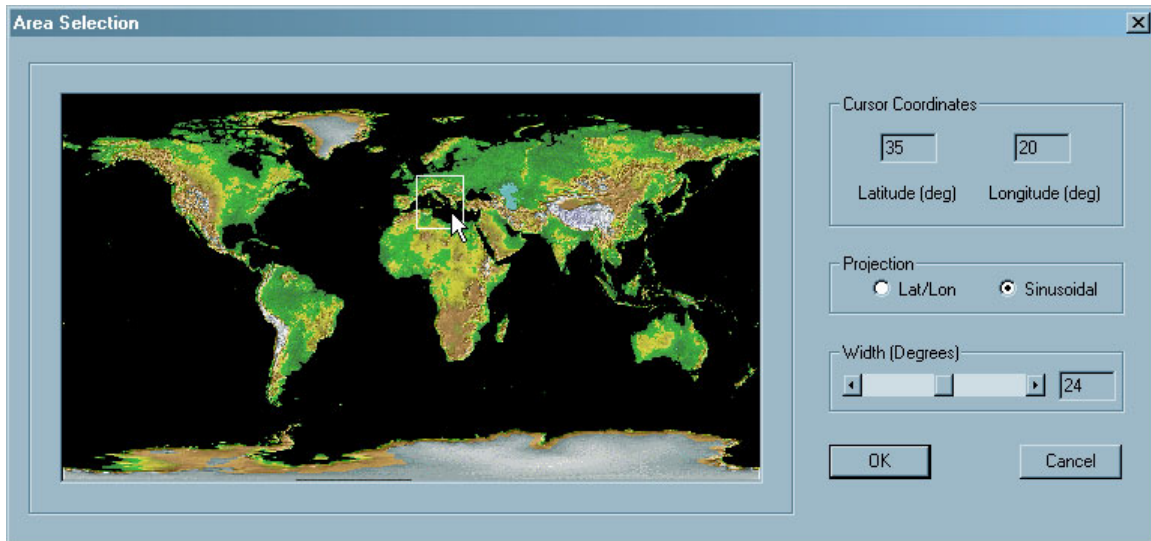 Area Selection
Cursor Coordinates
35 20
Latitude (deg) Longitude (deg)
Projection
Lat/Lon Sinusoidal
Width (Degrees)
24
OK Cancel